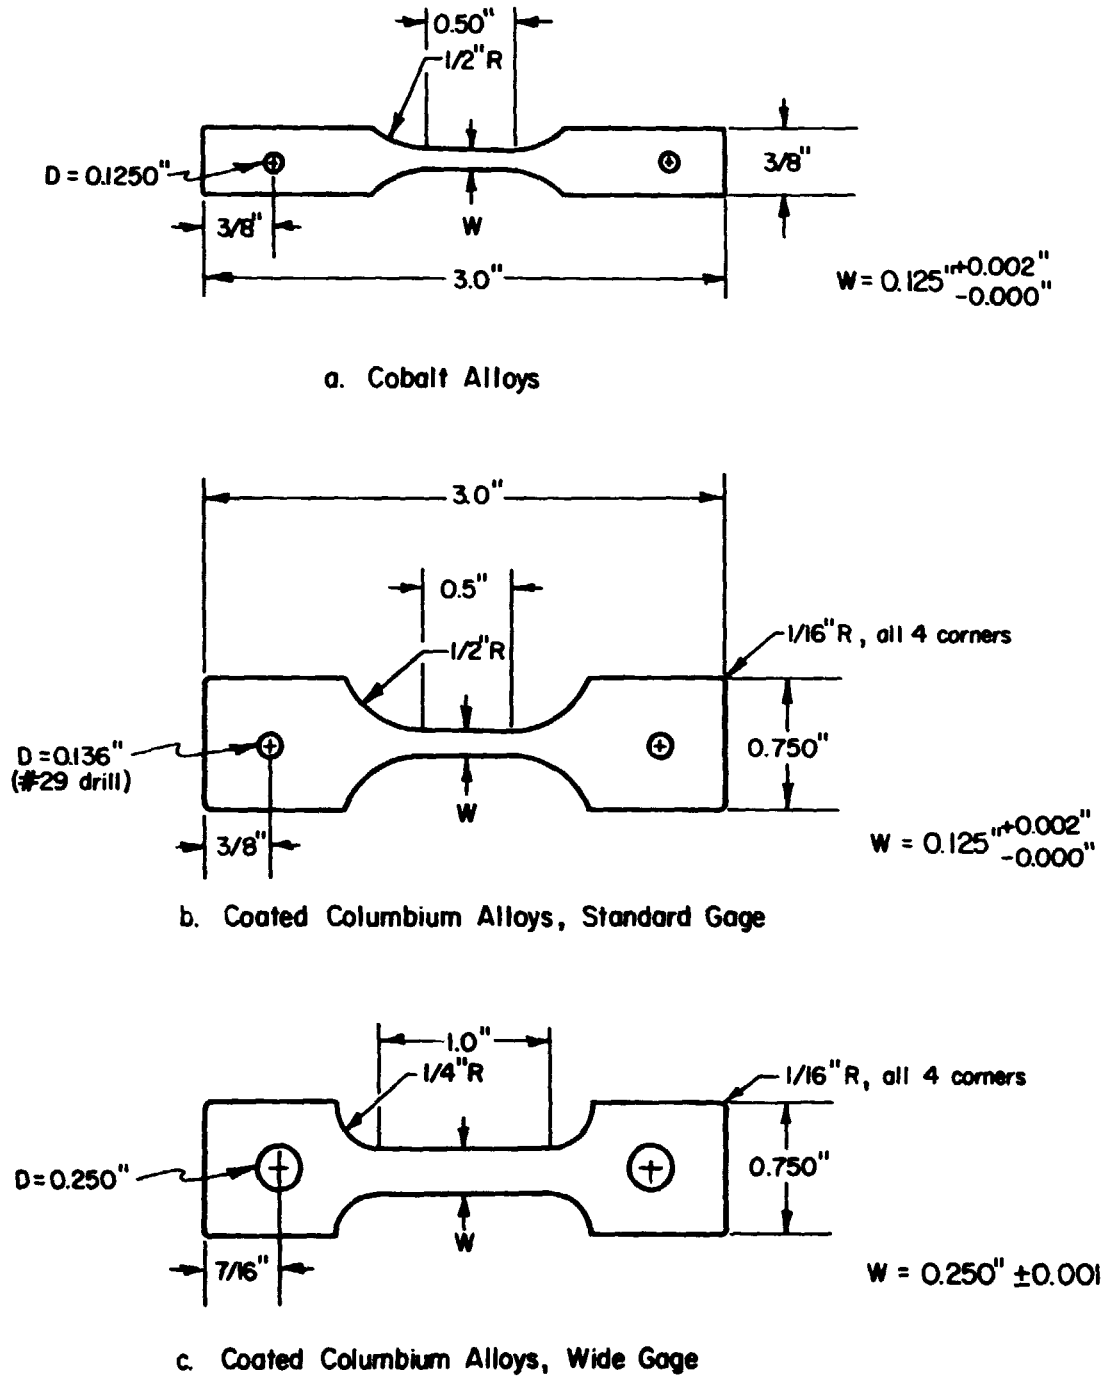 0.50"
1/2" R
D = 0.1250"
3/8"
3/8"
W
3.0"
W = 0.125" +0.002"
-0.000"
a. Cobalt Alloys
3.0"
0.5"
1/2" R
1/16" R, all 4 corners
D = 0.136"
(#29 drill)
0.750"
W
3/8"
W = 0.125" +0.002"
-0.000"
b. Coated Columbium Alloys, Standard Gage
1.0"
1/4" R
1/16" R, all 4 corners
D = 0.250"
0.750"
W
7/16"
W = 0.250" ±0.001
c. Coated Columbium Alloys, Wide Gage